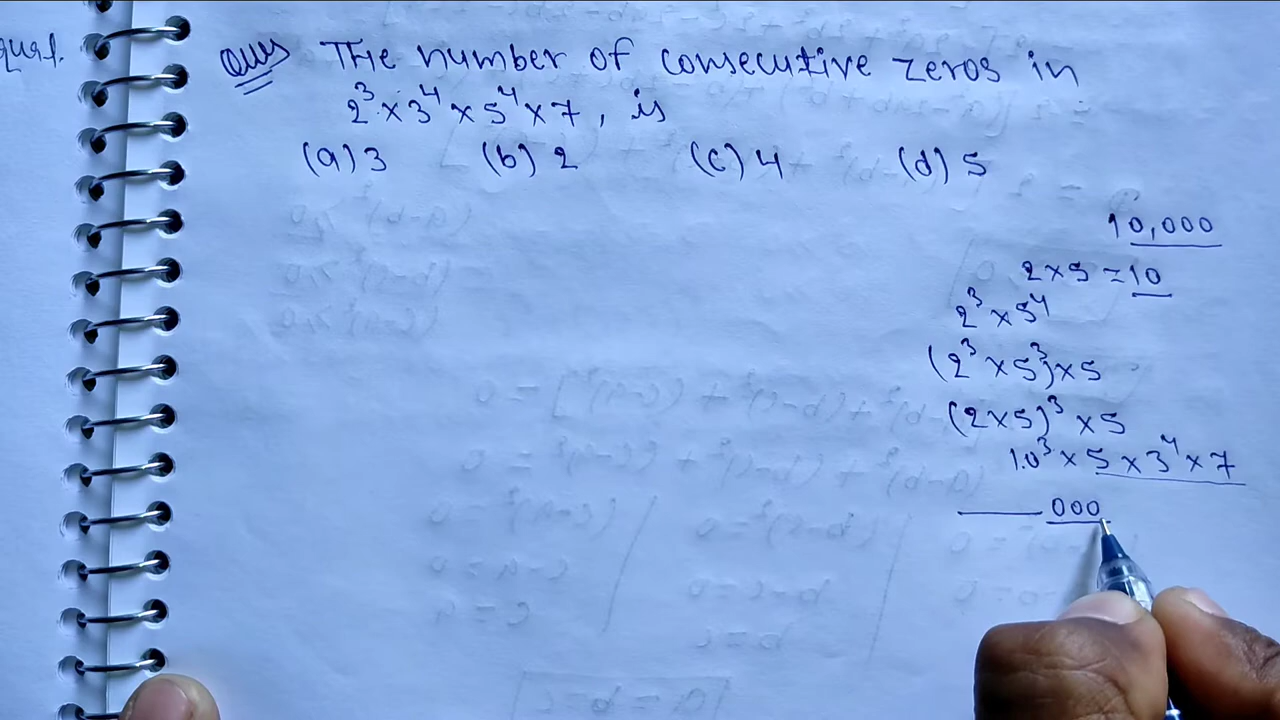 Ques The number of consecutive zeros in
2³ × 3⁴ × 5⁴ × 7, is
(a) 3 (b) 2 (c) 4 (d) 5
10,000
2 × 5 = 10
2³ × 5⁴
(2³ × 5³) × 5
(2 × 5)³ × 5
10³ × 5 × 3⁴ × 7
000